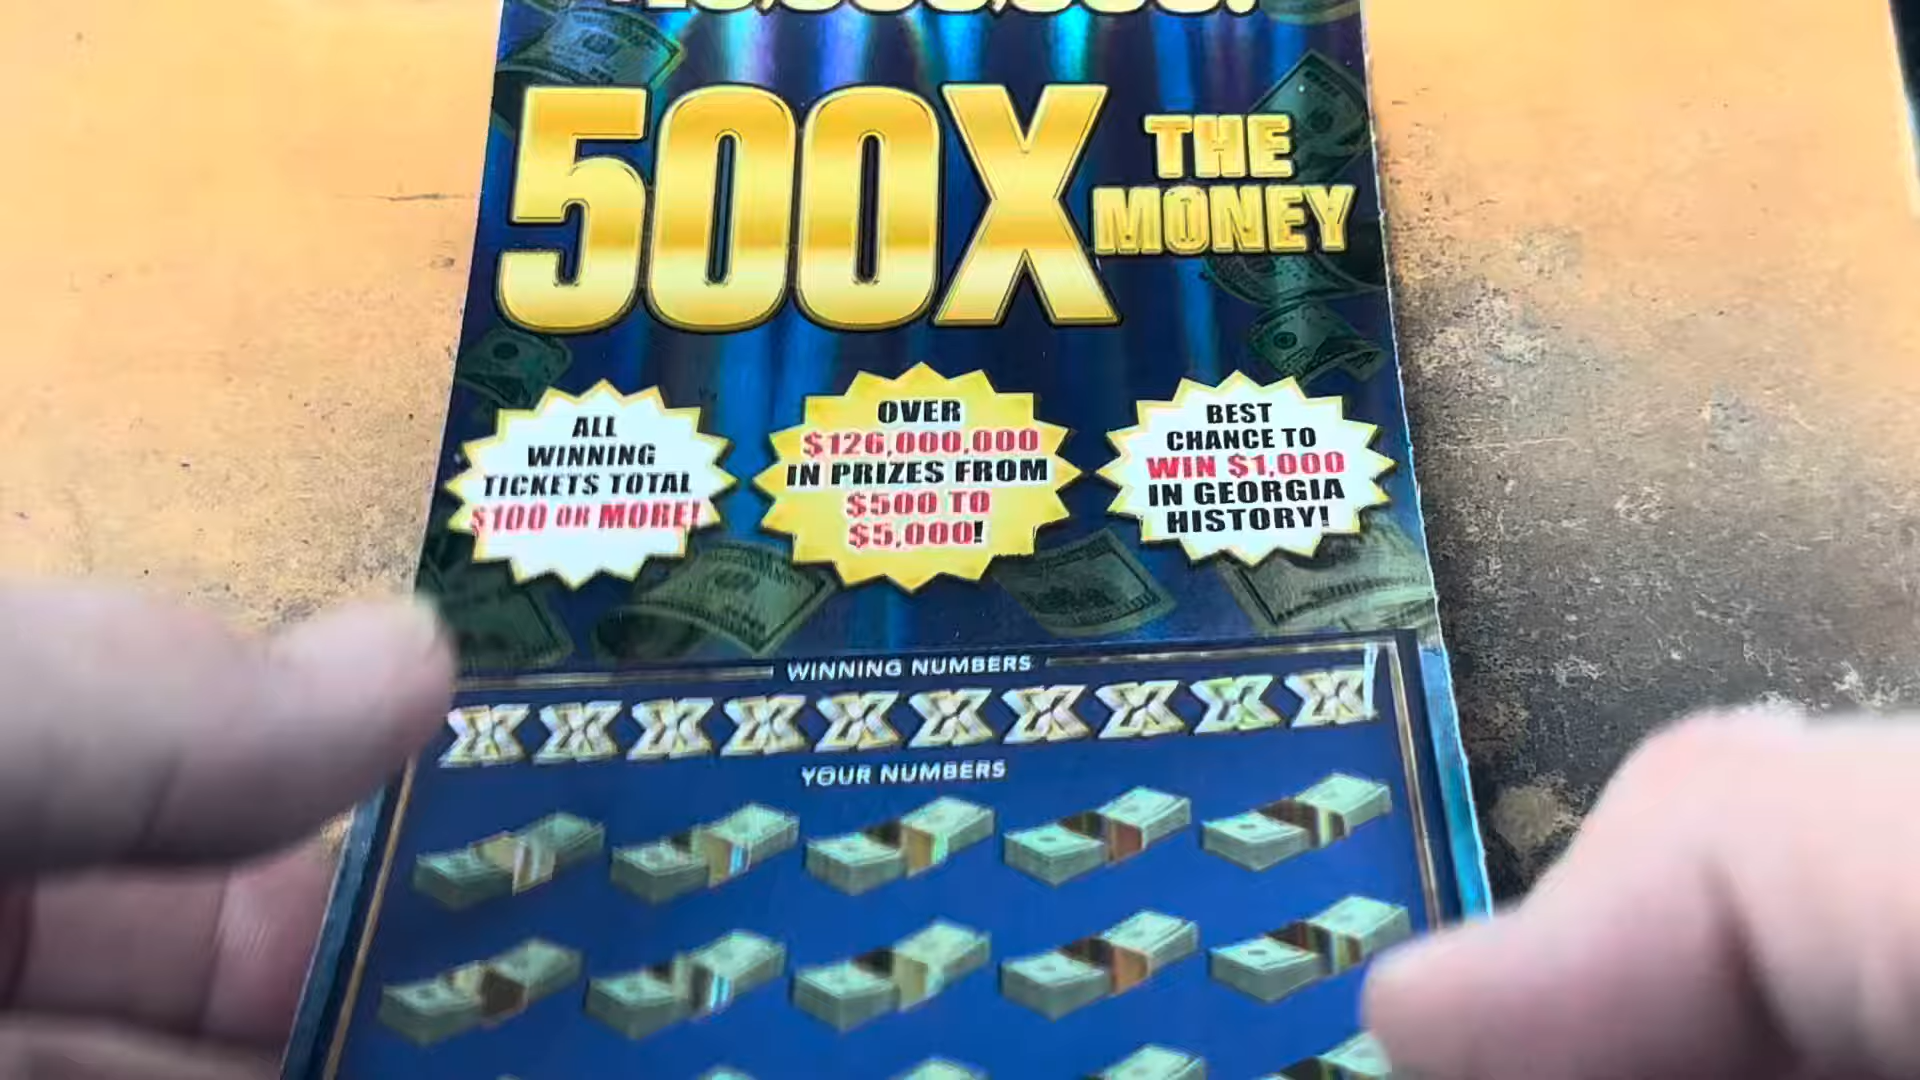 500X
THE
MONEY
ALL
WINNING
TICKETS TOTAL
$100 OR MORE!
OVER
$126,000,000
IN PRIZES FROM
$500 TO
$5,000!
BEST
CHANCE TO
WIN $1,000
IN GEORGIA
HISTORY!
WINNING NUMBERS
YOUR NUMBERS